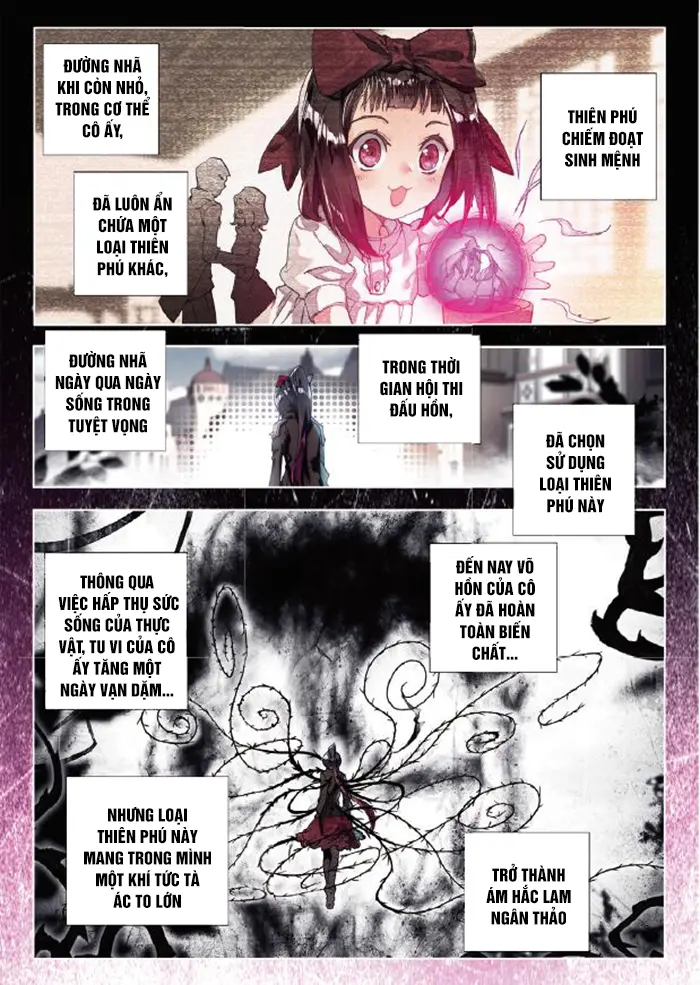 ĐƯỜNG NHÃ
KHI CÒN NHỎ,
TRONG CƠ THỂ
CÔ ẤY,
ĐÃ LUÔN ẨN
CHỨA MỘT
LOẠI THIÊN
PHÚ KHÁC,
THIÊN PHÚ
CHIẾM ĐOẠT
SINH MỆNH
ĐƯỜNG NHÃ
NGÀY QUA NGÀY
SỐNG TRONG
TUYỆT VỌNG
TRONG THỜI
GIAN HỘI THI
ĐẤU HỒN,
ĐÃ CHỌN
SỬ DỤNG
LOẠI THIÊN
PHÚ NÀY
THÔNG QUA
VIỆC HẤP THỤ SỨC
SỐNG CỦA THỰC
VẬT, TU VI CỦA CÔ
ẤY TĂNG MỘT
NGÀY VẠN DẶM...
ĐẾN NAY VÕ
HỒN CỦA CÔ
ẤY ĐÃ HOÀN
TOÀN BIẾN
CHẤT...
NHƯNG LOẠI
THIÊN PHÚ NÀY
MANG TRONG MÌNH
MỘT KHÍ TỨC TÀ
ÁC TO LỚN
TRỞ THÀNH
ÁM HẮC LAM
NGÂN THẢO